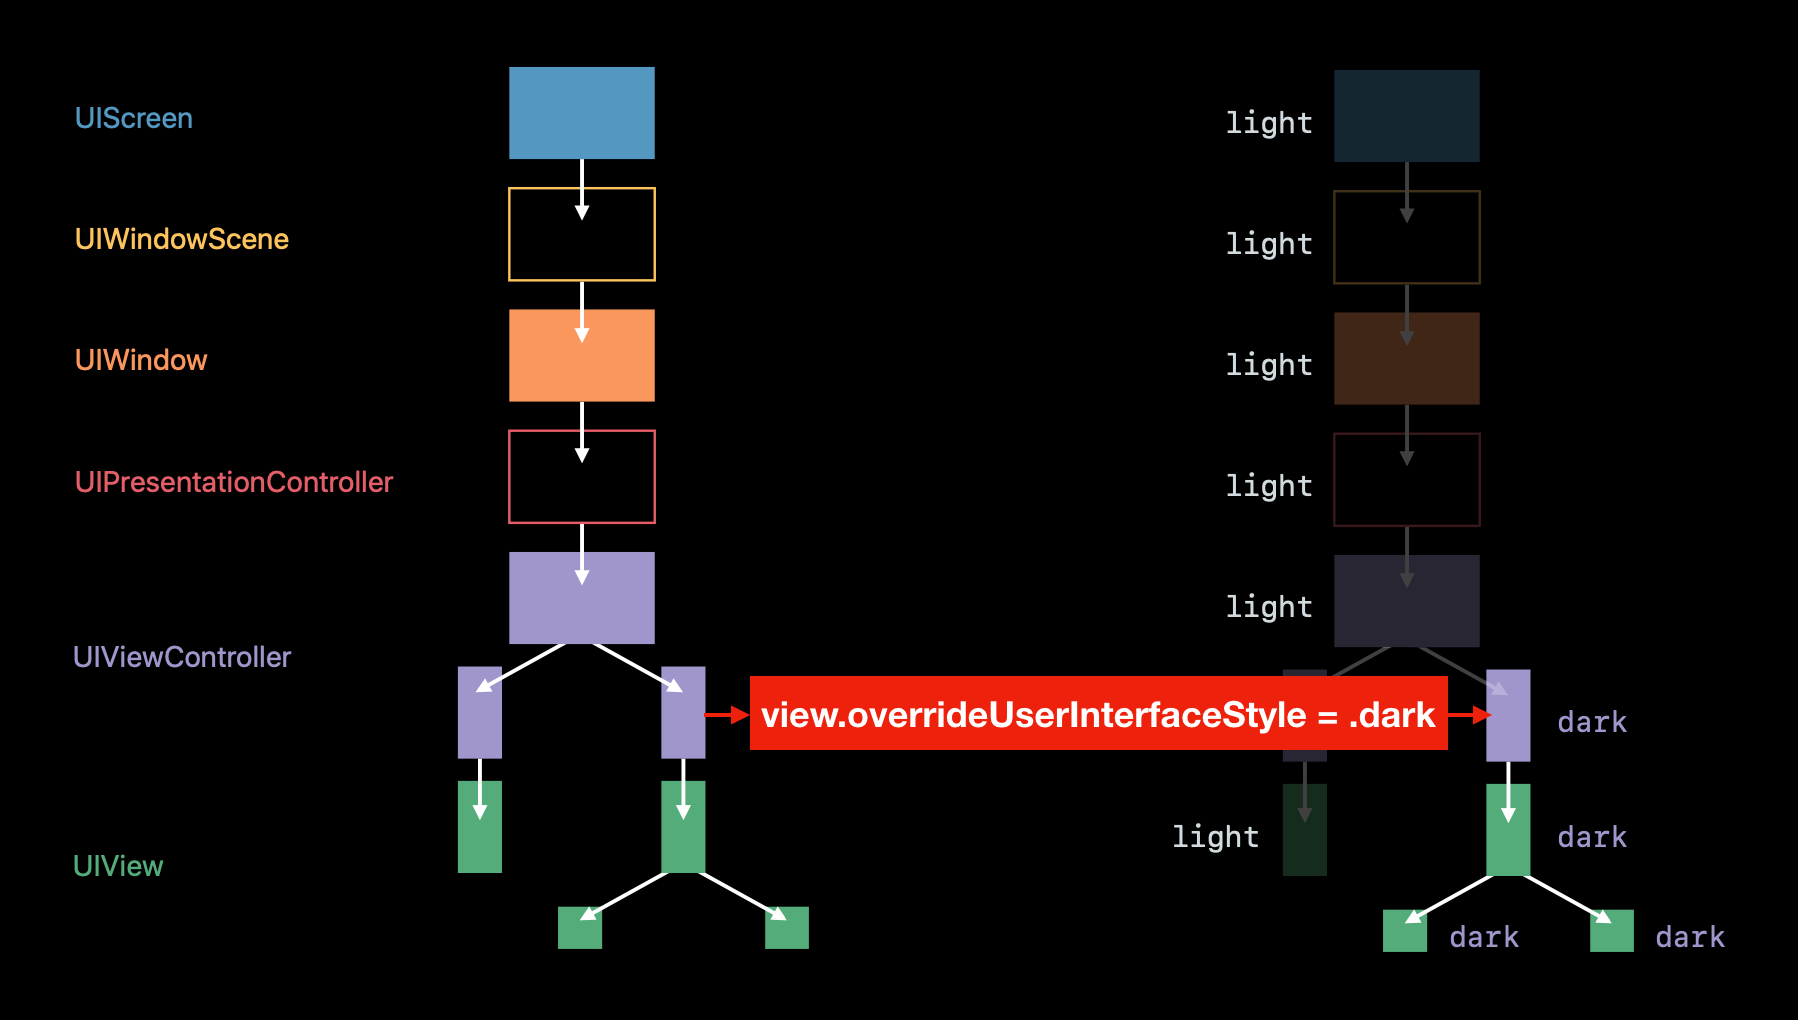 UIScreen
light
UIWindowScene
light
UIWindow
light
UIPresentationController
light
light
UIViewController
view.overrideUserInterfaceStyle = .dark
dark
light
dark
UIView
dark
dark